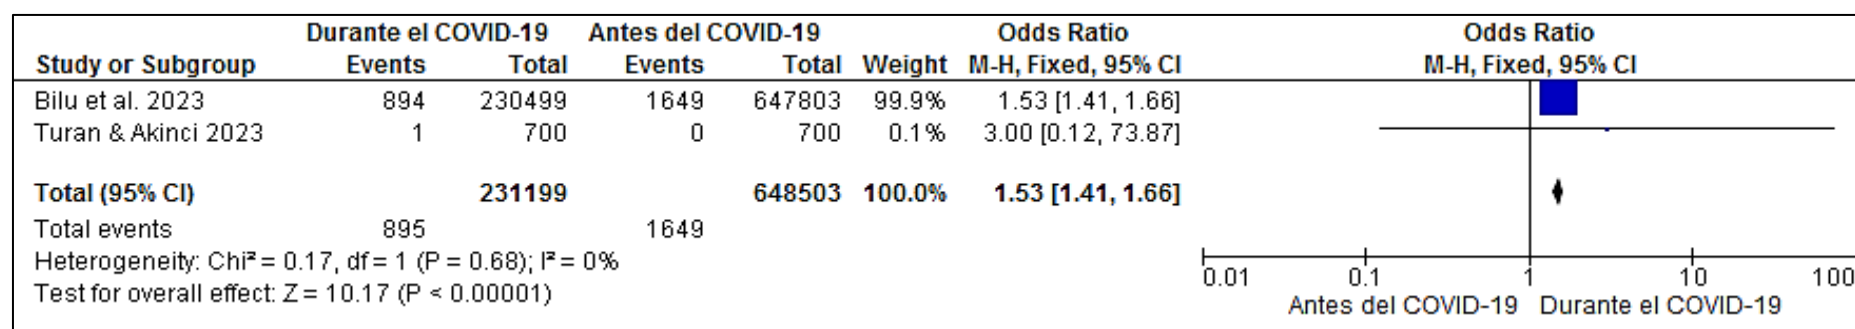 Durante el COVID-19 Antes del COVID-19 Odds Ratio Odds Ratio
Study or Subgroup Events Total Events Total Weight M-H, Fixed, 95% CI M-H, Fixed, 95% CI
Bilu et al. 2023 894 230499 1649 647803 99.9% 1.53 [1.41, 1.66]
Turan & Akinci 2023 1 700 0 700 0.1% 3.00 [0.12, 73.87]
Total (95% CI) 231199 648503 100.0% 1.53 [1.41, 1.66]
Total events 895 1649
Heterogeneity: Chi² = 0.17, df = 1 (P = 0.68); I² = 0%
Test for overall effect: Z = 10.17 (P < 0.00001)
0.01 0.1 1 10 100
Antes del COVID-19 Durante el COVID-19